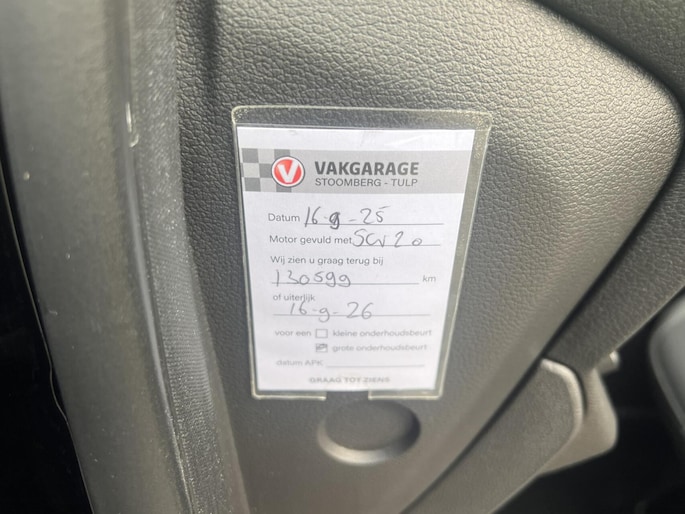 VAKGARAGE
STOOMBERG - TULP
Datum 16-9-25
Motor gevuld met
Wij zien u graag terug bij
130599 km
of uiterlijk
16-9-26
voor een kleine onderhoudsbeurt
grote onderhoudsbeurt
datum APK
GRAAG TOT ZIENS